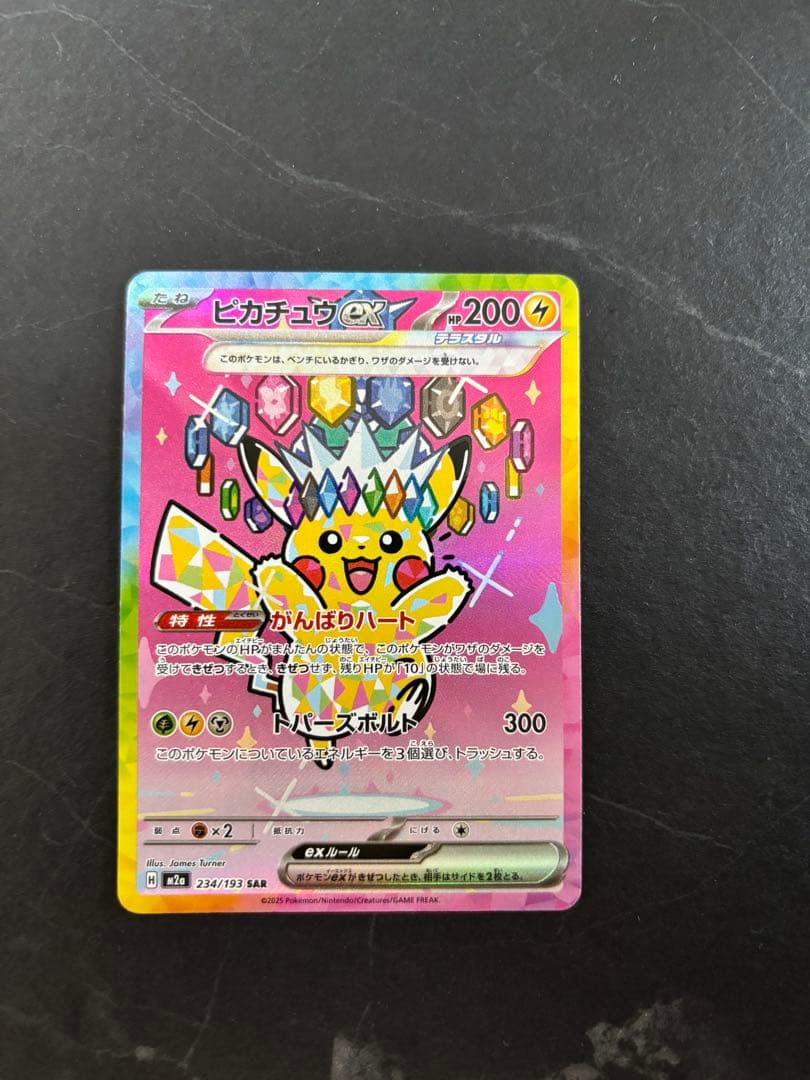 たね ピカチュウex HP200
テラスタル
このポケモンは、ベンチにいるかぎり、ワザのダメージを受けない。
特性 とくせい がんばりハート
このポケモンのHPがまんたんの状態で、このポケモンがワザのダメージを
受けてきぜつするとき、きぜつせず、残りHPが「10」の状態で場に残る。
トパーズボルト 300
このポケモンについているエネルギーを3個選び、トラッシュする。
弱点 ×2 抵抗力 にげる
exルール
ポケモンexがきぜつしたとき、相手はサイドを2枚とる。
Illus. James Turner
H M2a 234/193 SAR
©2025 Pokémon/Nintendo/Creatures/GAME FREAK.